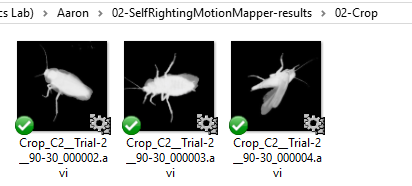 cs Lab) > Aaron > 02-SelfRightingMotionMapper-results > 02-Crop
Crop_C2__Trial-2
__90-30_000002.a
vi
Crop_C2__Trial-2
__90-30_000003.a
vi
Crop_C2__Trial-2
__90-30_000004.a
vi